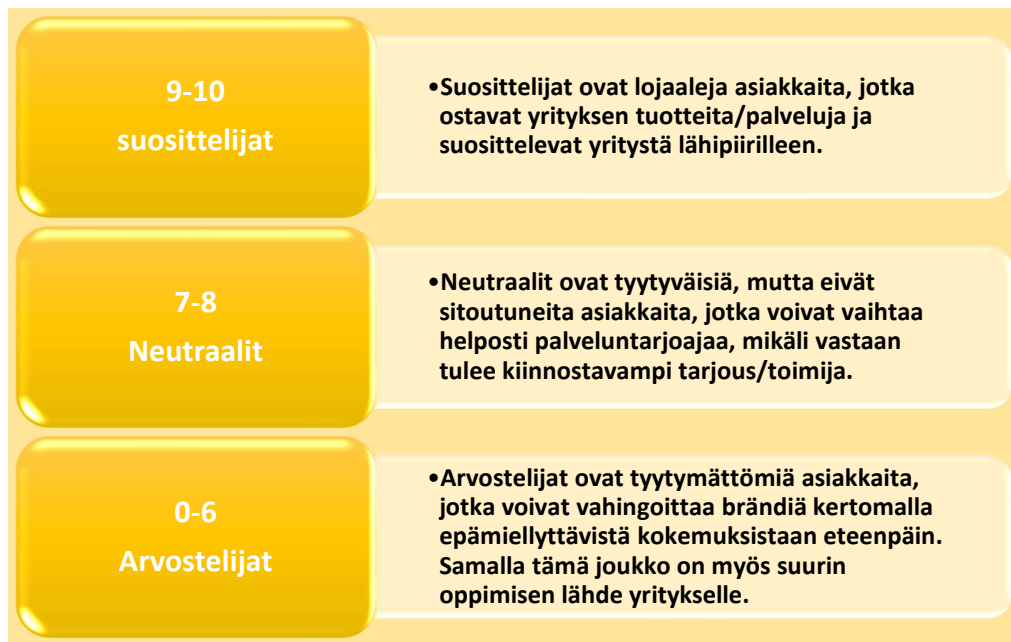 9-10
suosittelijat
•Suosittelijat ovat lojaaleja asiakkaita, jotka
ostavat yrityksen tuotteita/palveluja ja
suosittelevat yritystä lähipiirilleen.
7-8
Neutraalit
•Neutraalit ovat tyytyväisiä, mutta eivät
sitoutuneita asiakkaita, jotka voivat vaihtaa
helposti palveluntarjoajaa, mikäli vastaan
tulee kiinnostavampi tarjous/toimija.
0-6
Arvostelijat
•Arvostelijat ovat tyytymättömiä asiakkaita,
jotka voivat vahingoittaa brändiä kertomalla
epämiellyttävistä kokemuksistaan eteenpäin.
Samalla tämä joukko on myös suurin
oppimisen lähde yritykselle.